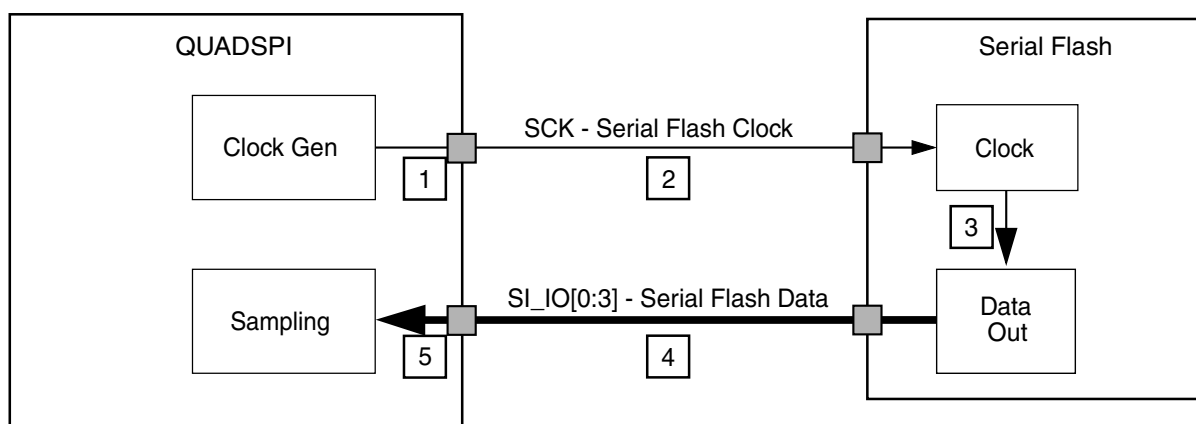 QUADSPI
Serial Flash
Clock Gen
SCK - Serial Flash Clock
Clock
1
2
3
Sampling
SI_IO[0:3] - Serial Flash Data
Data
Out
5
4